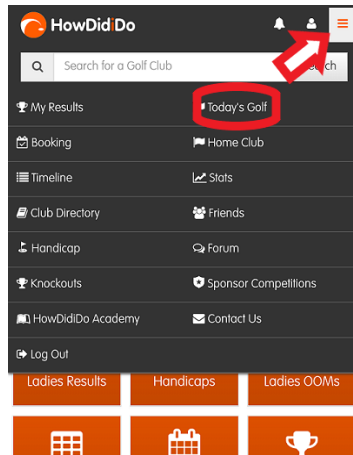 HowDidiDo
Search for a Golf Club
ch
My Results
Today's Golf
Booking
Home Club
Timeline
Stats
Club Directory
Friends
Handicap
Forum
Knockouts
Sponsor Competitions
HowDidiDo Academy
Contact Us
Log Out
Ladies Results
Handicaps
Ladies OOMs